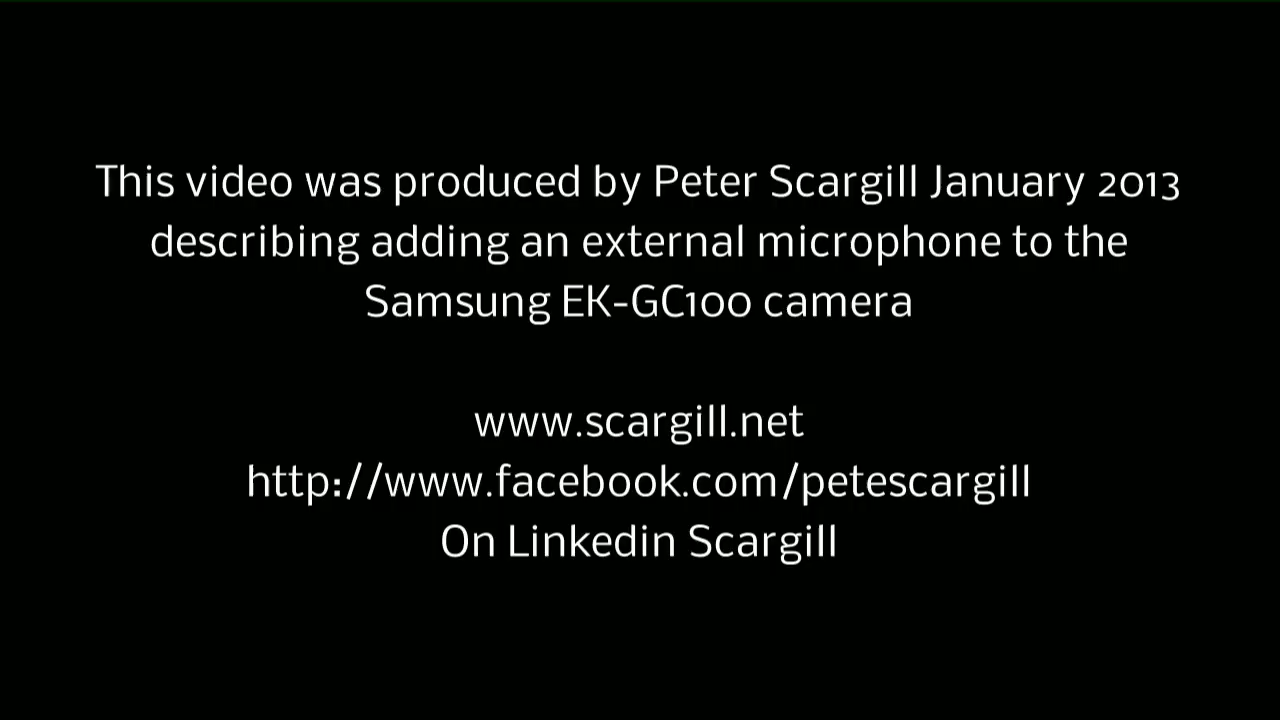 This video was produced by Peter Scargill January 2013
describing adding an external microphone to the
Samsung EK-GC100 camera
www.scargill.net
http://www.facebook.com/petescargill
On Linkedin Scargill